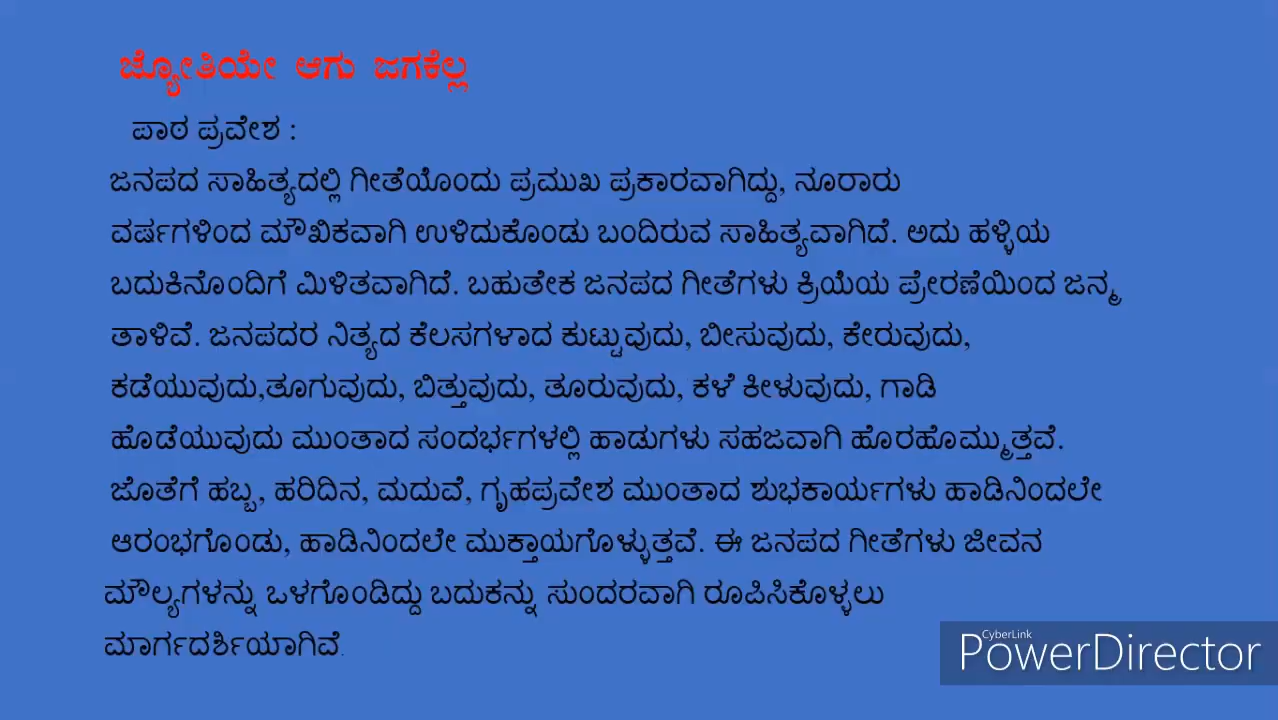 ಜ್ಯೋತಿಯೇ ಆಗು ಜಗಕೆಲ್ಲ
ಪಾಠ ಪ್ರವೇಶ :
ಜನಪದ ಸಾಹಿತ್ಯದಲ್ಲಿ ಗೀತೆಯೊಂದು ಪ್ರಮುಖ ಪ್ರಕಾರವಾಗಿದ್ದು, ನೂರಾರು
ವರ್ಷಗಳಿಂದ ಮೌಖಿಕವಾಗಿ ಉಳಿದುಕೊಂಡು ಬಂದಿರುವ ಸಾಹಿತ್ಯವಾಗಿದೆ. ಅದು ಹಳ್ಳಿಯ
ಬದುಕಿನೊಂದಿಗೆ ಮಿಳಿತವಾಗಿದೆ. ಬಹುತೇಕ ಜನಪದ ಗೀತೆಗಳು ಕ್ರಿಯೆಯ ಪ್ರೇರಣೆಯಿಂದ ಜನ್ಮ
ತಾಳಿವೆ. ಜನಪದರ ನಿತ್ಯದ ಕೆಲಸಗಳಾದ ಕುಟ್ಟುವುದು, ಬೀಸುವುದು, ಕೇರುವುದು,
ಕಡೆಯುವುದು,ತೂಗುವುದು, ಬಿತ್ತುವುದು, ತೂರುವುದು, ಕಳೆ ಕೀಳುವುದು, ಗಾಡಿ
ಹೊಡೆಯುವುದು ಮುಂತಾದ ಸಂದರ್ಭಗಳಲ್ಲಿ ಹಾಡುಗಳು ಸಹಜವಾಗಿ ಹೊರಹೊಮ್ಮುತ್ತವೆ.
ಜೊತೆಗೆ ಹಬ್ಬ, ಹರಿದಿನ, ಮದುವೆ, ಗೃಹಪ್ರವೇಶ ಮುಂತಾದ ಶುಭಕಾರ್ಯಗಳು ಹಾಡಿನಿಂದಲೇ
ಆರಂಭಗೊಂಡು, ಹಾಡಿನಿಂದಲೇ ಮುಕ್ತಾಯಗೊಳ್ಳುತ್ತವೆ. ಈ ಜನಪದ ಗೀತೆಗಳು ಜೀವನ
ಮೌಲ್ಯಗಳನ್ನು ಒಳಗೊಂಡಿದ್ದು ಬದುಕನ್ನು ಸುಂದರವಾಗಿ ರೂಪಿಸಿಕೊಳ್ಳಲು
ಮಾರ್ಗದರ್ಶಿಯಾಗಿವೆ.
CyberLink
PowerDirector